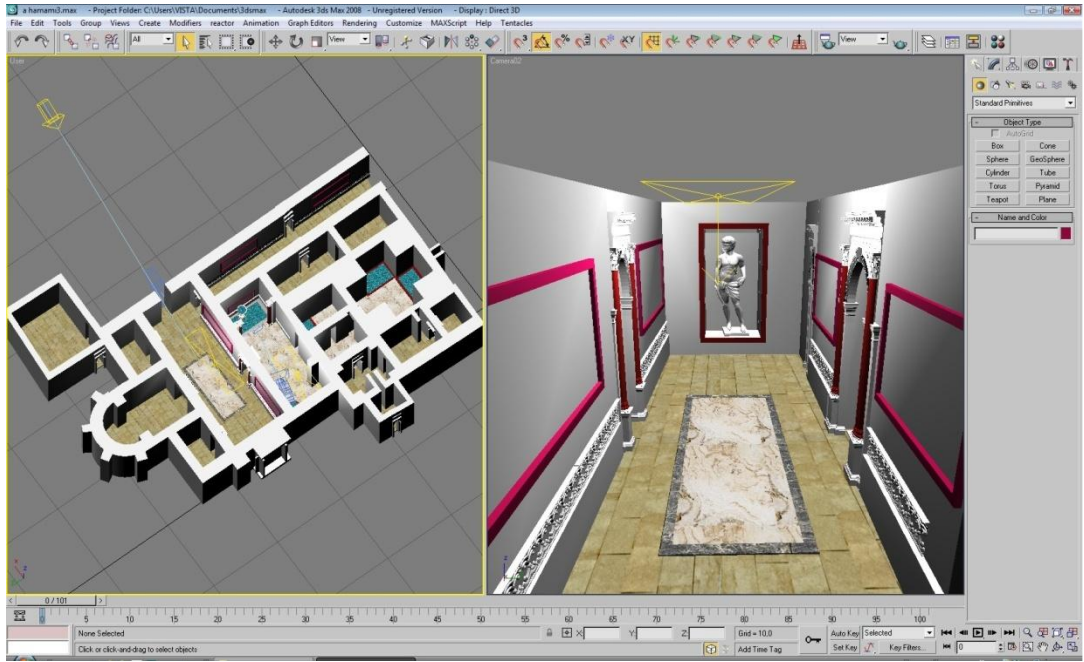 a hamami3.max - Project Folder: C:\Users\VISTA\Documents\3dsmax - Autodesk 3ds Max 2008 - Unregistered Version - Display : Direct 3D
File Edit Tools Group Views Create Modifiers reactor Animation Graph Editors Rendering Customize MAXScript Help Tentacles
All View View
User
Camera02
Standard Primitives
- Object Type
AutoGrid
Box Cone
Sphere GeoSphere
Cylinder Tube
Torus Pyramid
Teapot Plane
- Name and Color
< 0 / 101 >
5 10 15 20 25 30 35 40 45 50 55 60 65 70 75 80 85 90 95 100
None Selected X: Y: Z: Grid = 10,0 Auto Key Selected
Click or click-and-drag to select objects Add Time Tag Set Key Key Filters... 0